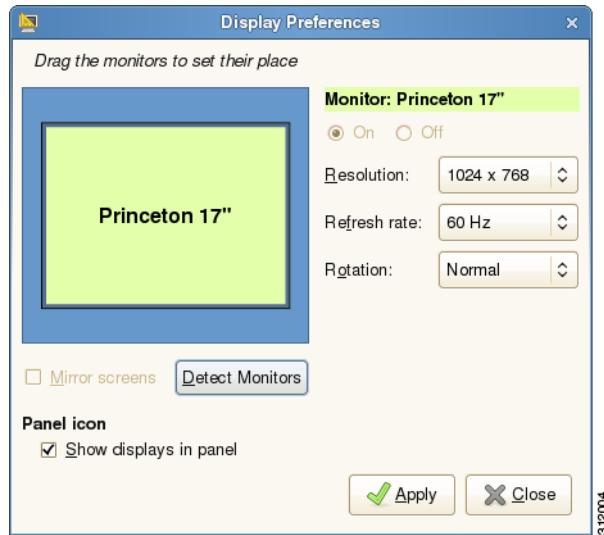 Display Preferences
Drag the monitors to set their place
Princeton 17"
Monitor: Princeton 17"
On Off
Resolution: 1024 x 768
Refresh rate: 60 Hz
Rotation: Normal
Mirror screens Detect Monitors
Panel icon
Show displays in panel
Apply Close
312004